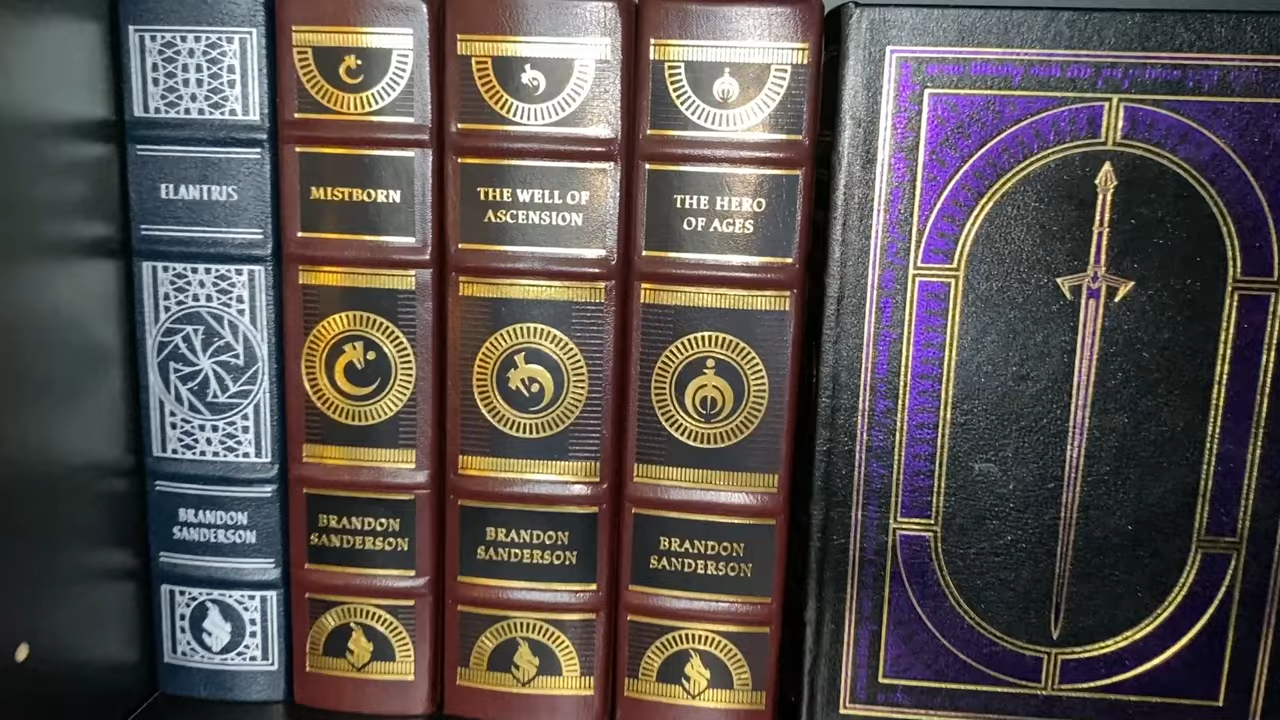 ELANTRIS
BRANDON
SANDERSON
MISTBORN
BRANDON
SANDERSON
THE WELL OF
ASCENSION
BRANDON
SANDERSON
THE HERO
OF AGES
BRANDON
SANDERSON